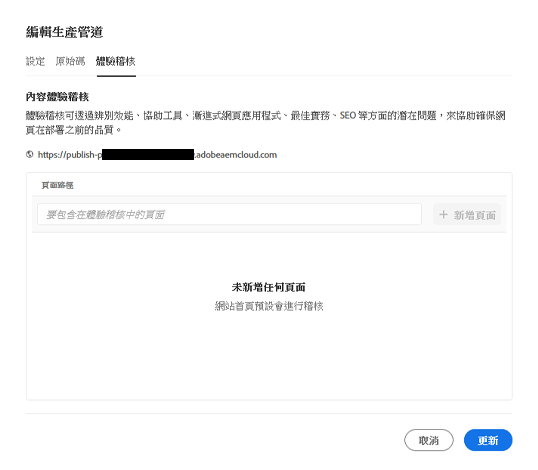 編輯生產管道
設定 原始碼 體驗稽核
內容體驗稽核
體驗稽核可透過辨別效能、協助工具、漸進式網頁應用程式、最佳實務、SEO 等方面的潛在問題，來協助確保網
頁在部署之前的品質。
https://publish-p .adobeaemcloud.com
頁面路徑
要包含在體驗稽核中的頁面
+ 新增頁面
未新增任何頁面
網站首頁預設會進行稽核
取消 更新